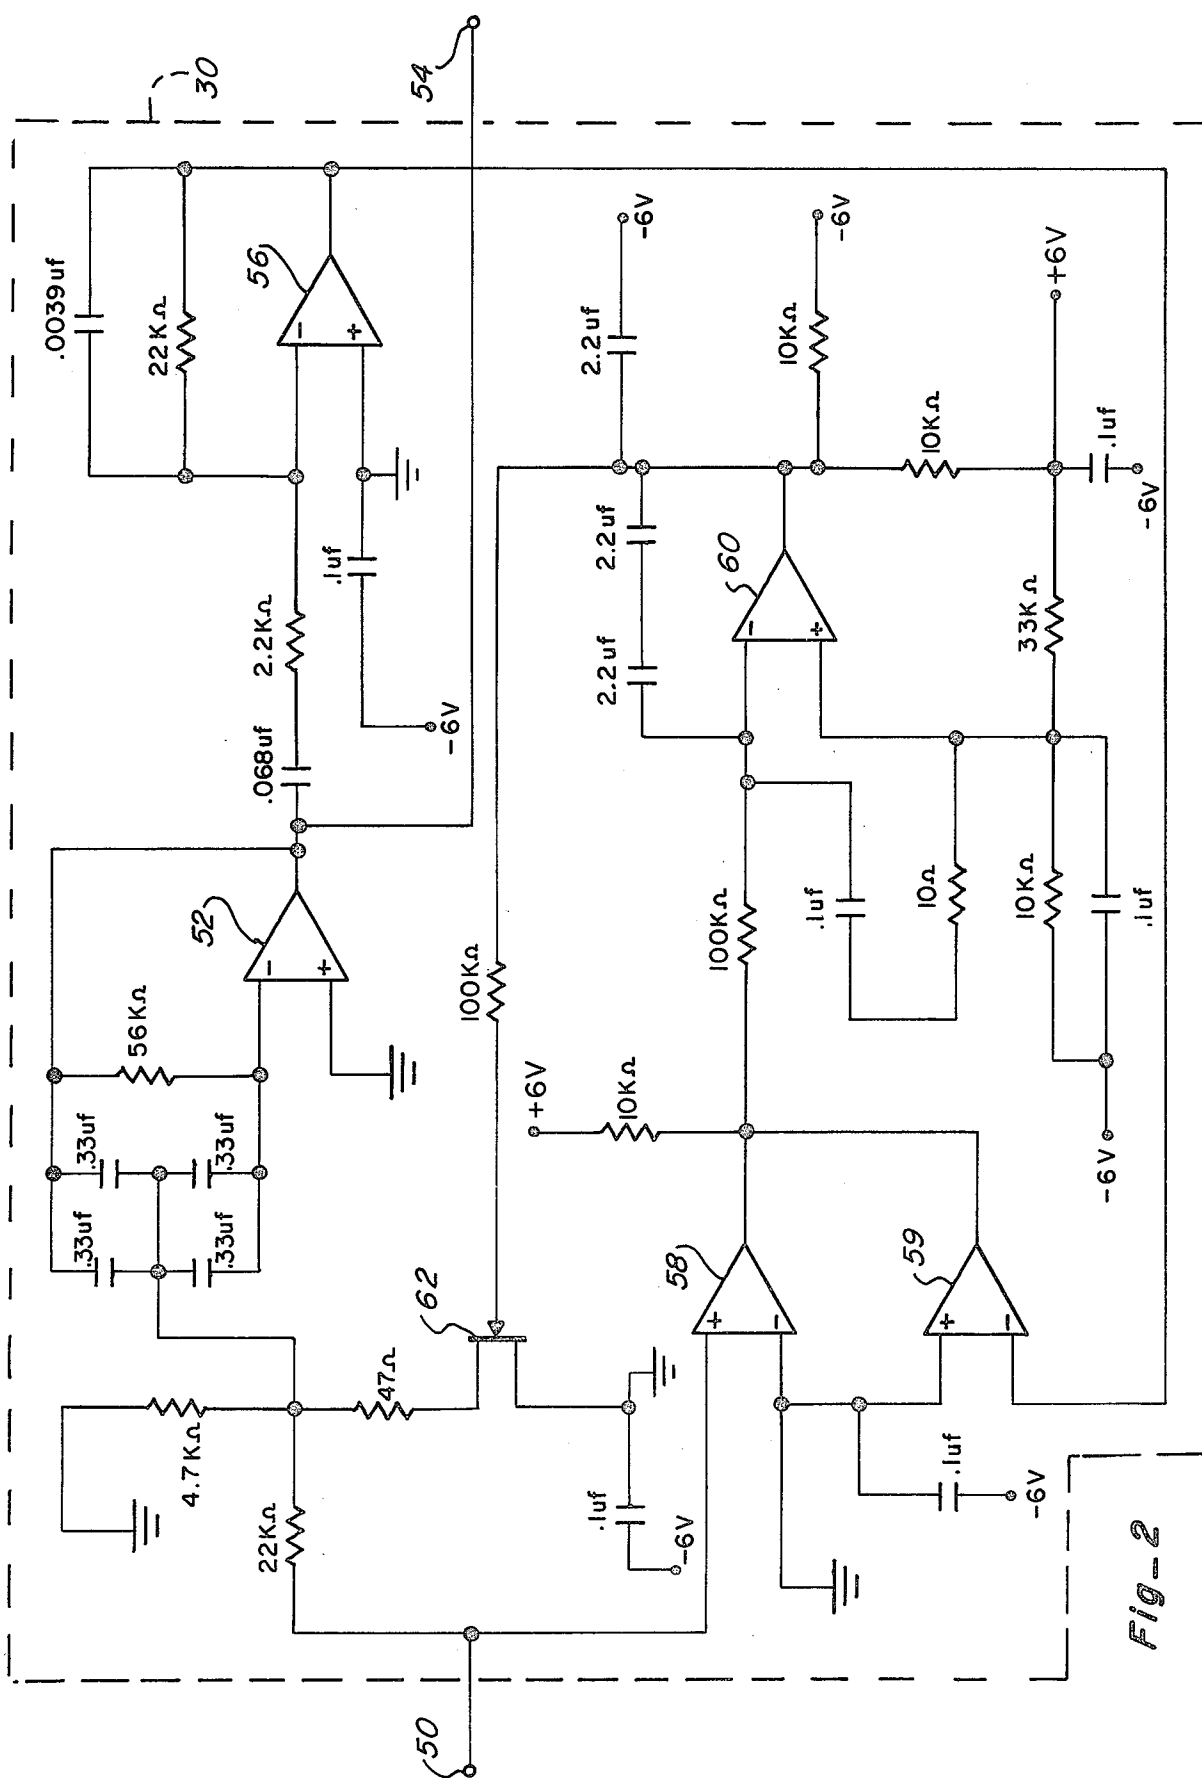 30
54
.0039uf
22KΩ
56
-
+
2.2KΩ
.1uf
-6V
.068uf
52
-
+
56KΩ
.33uf
.33uf
.33uf
.33uf
4.7KΩ
47Ω
22KΩ
62
100KΩ
.1uf
-6V
50
2.2uf
-6V
2.2uf
2.2uf
10KΩ
-6V
60
-
+
10KΩ
+6V
.1uf
-6V
33KΩ
100KΩ
.1uf
10Ω
10KΩ
.1uf
-6V
+6V
10KΩ
58
+
-
59
+
-
.1uf
-6V
Fig-2